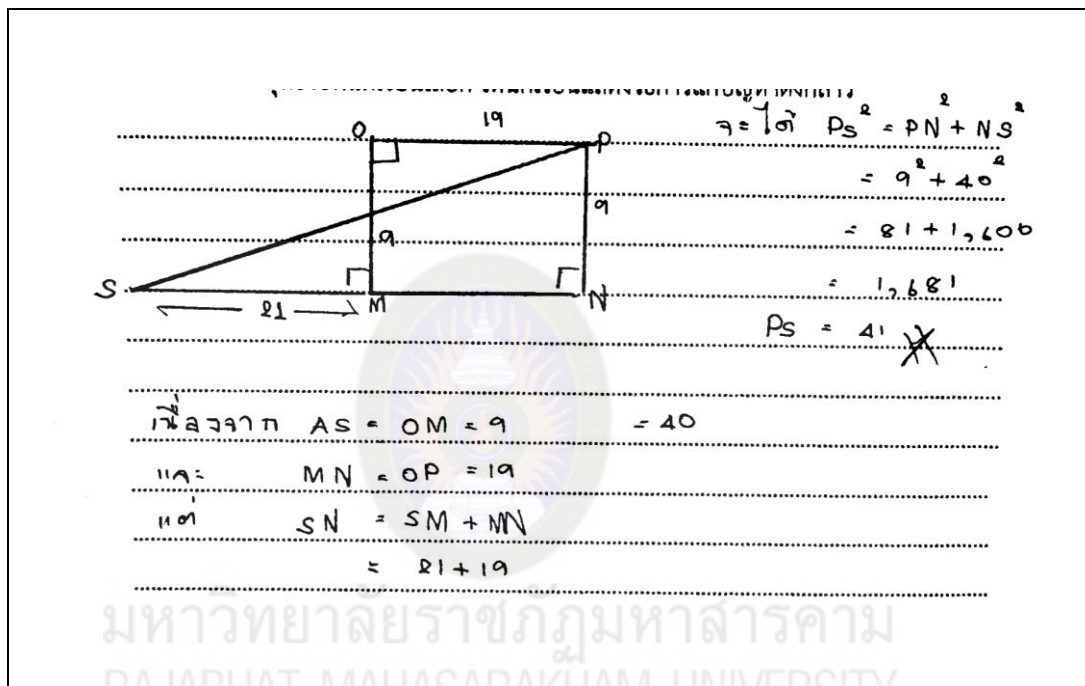 O 19 P
จะได้ PS² = PN² + NS²
= 9² + 40²
9
= 81 + 1,600
9
S 21 M N
= 1,681
PS = 41
เนื่องจาก AS = OM = 9 = 40
และ MN = OP = 19
แต่ SN = SM + MN
= 21 + 19
มหาวิทยาลัยราชภัฏมหาสารคาม
RAJABHAT MAHASARAKHAM UNIVERSITY